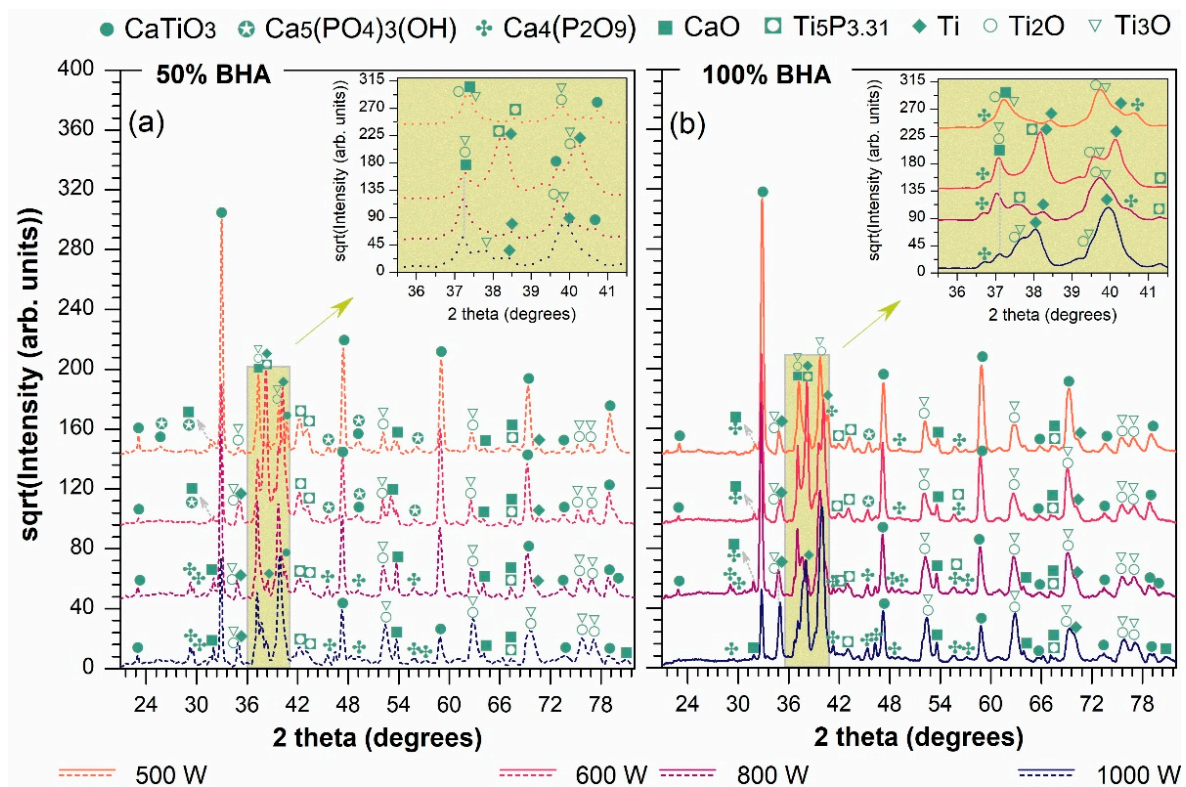 CaTiO3 Ca5(PO4)3(OH) Ca4(P2O9) CaO Ti5P3.31 Ti Ti2O Ti3O
50% BHA
(a)
sqrt(Intensity (arb. units))
400
360
320
280
240
200
160
120
80
40
0
24 30 36 42 48 54 60 66 72 78
2 theta (degrees)
sqrt(Intensity (arb. units))
315
270
225
180
135
90
45
0
36 37 38 39 40 41
2 theta (degrees)
100% BHA
(b)
24 30 36 42 48 54 60 66 72 78
2 theta (degrees)
sqrt(Intensity (arb. units))
315
270
225
180
135
90
45
0
36 37 38 39 40 41
2 theta (degrees)
500 W 600 W 800 W 1000 W